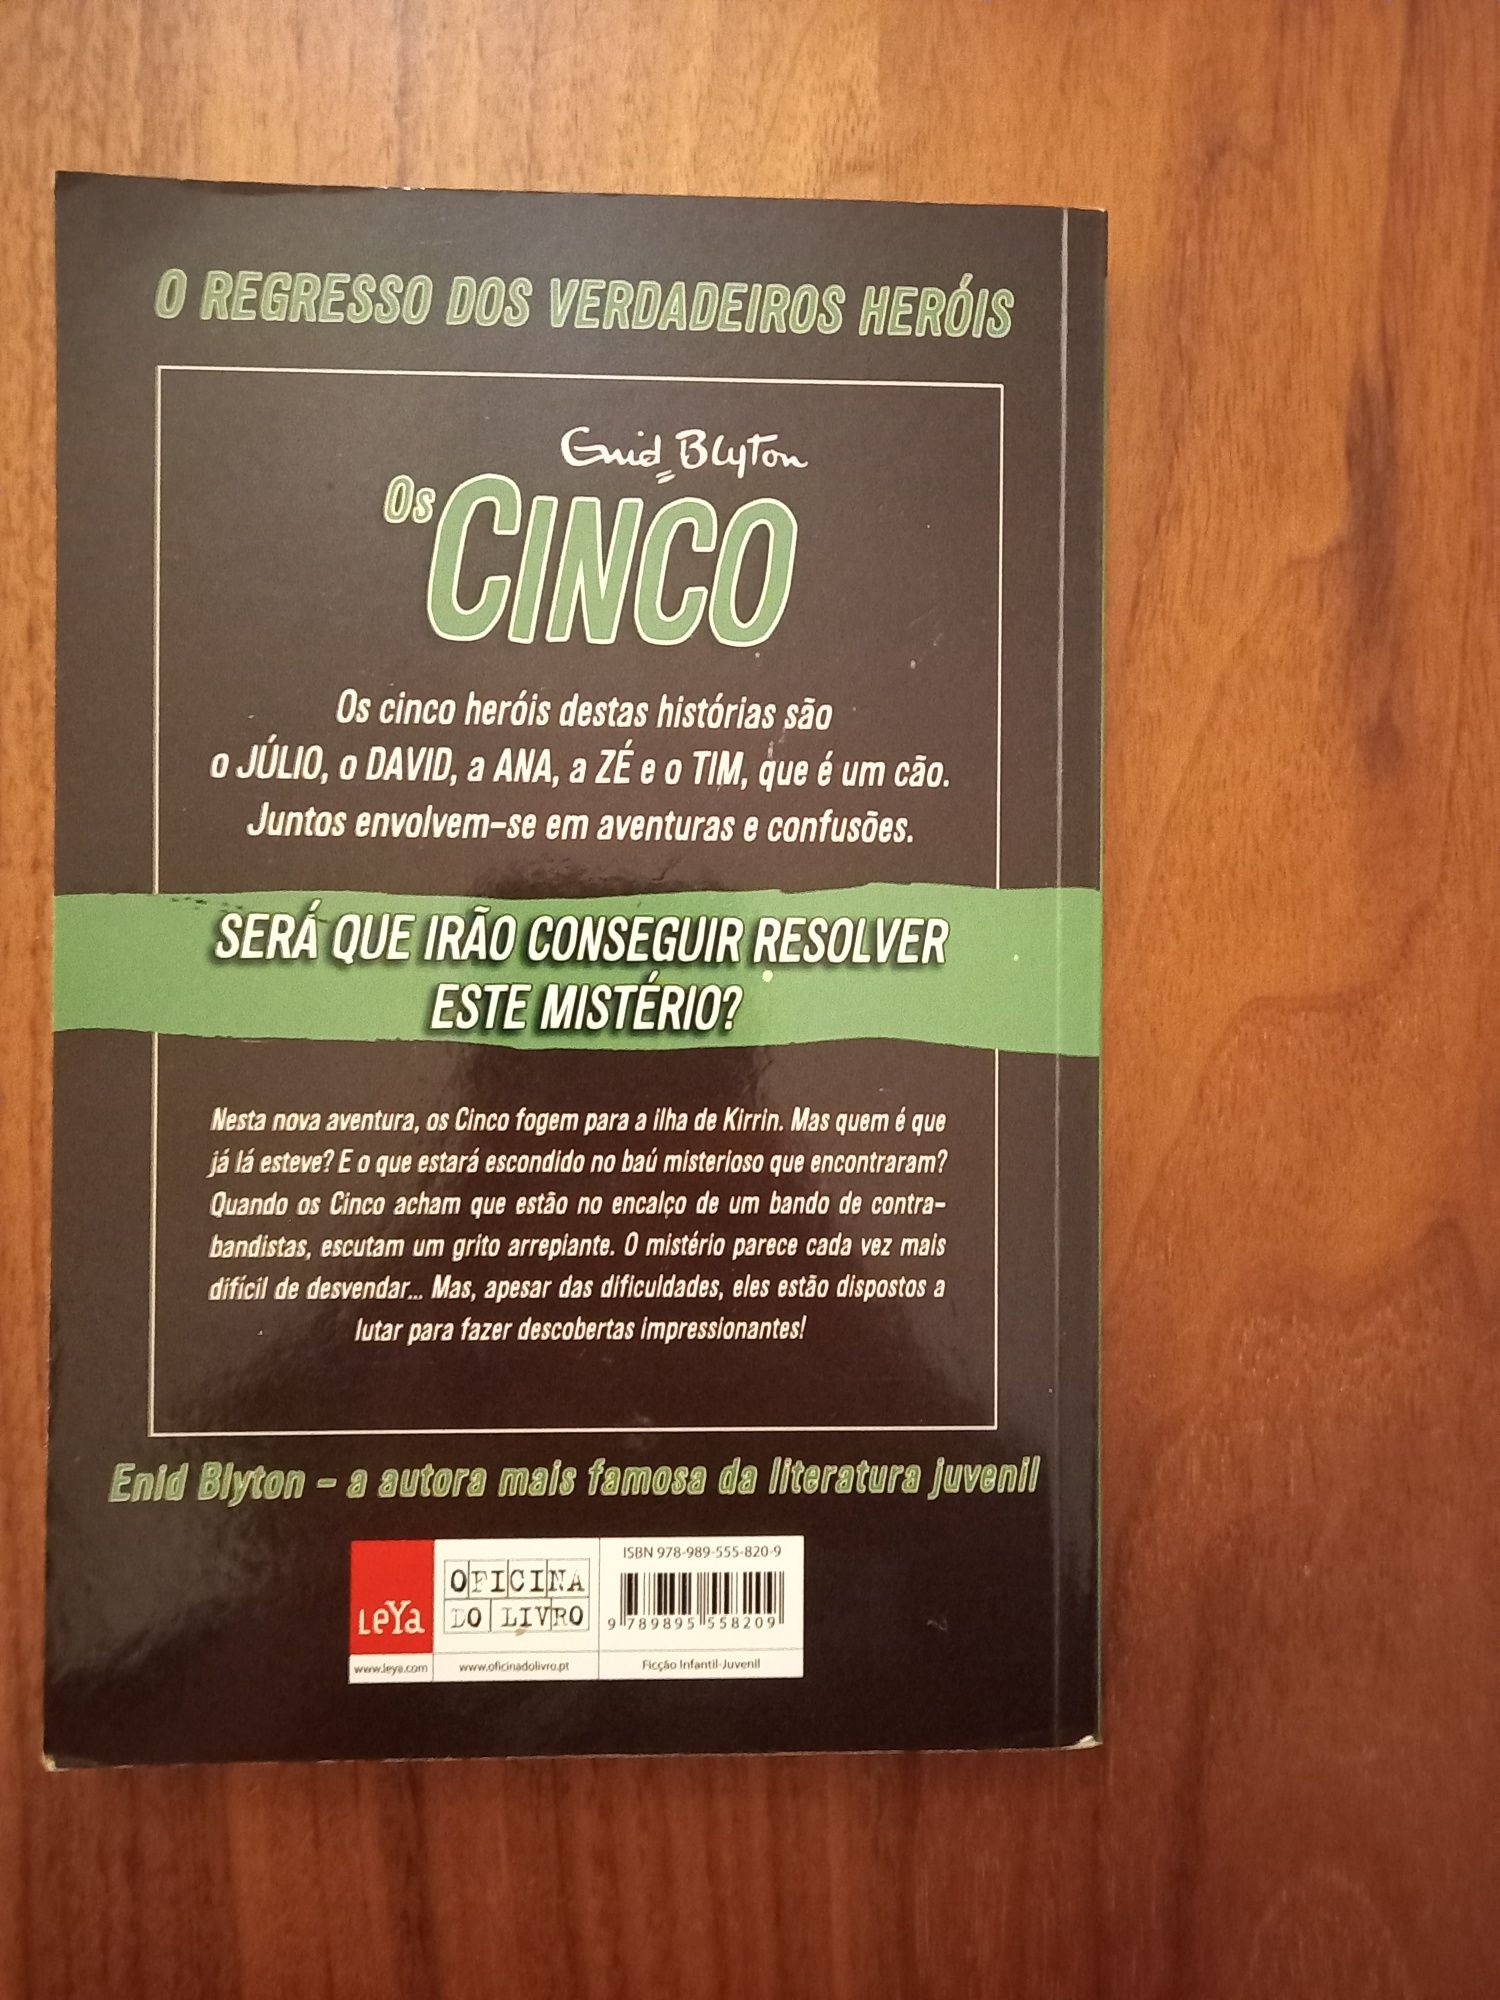 O REGRESSO DOS VERDADEIROS HERÓIS
Enid Blyton
Os CINCO
Os cinco heróis destas histórias são
o JÚLIO, o DAVID, a ANA, a ZÉ e o TIM, que é um cão.
Juntos envolvem-se em aventuras e confusões.
SERÁ QUE IRÃO CONSEGUIR RESOLVER
ESTE MISTÉRIO?
Nesta nova aventura, os Cinco fogem para a ilha de Kirrin. Mas quem é que
já lá esteve? E o que estará escondido no baú misterioso que encontraram?
Quando os Cinco acham que estão no encalço de um bando de contra-
bandistas, escutam um grito arrepiante. O mistério parece cada vez mais
difícil de desvendar... Mas, apesar das dificuldades, eles estão dispostos a
lutar para fazer descobertas impressionantes!
Enid Blyton – a autora mais famosa da literatura juvenil
LeYa
www.leya.com
OFICINA
DO LIVRO
www.oficinadolivro.pt
ISBN 978-989-555-820-9
9 789895 558209
Ficção Infantil-Juvenil